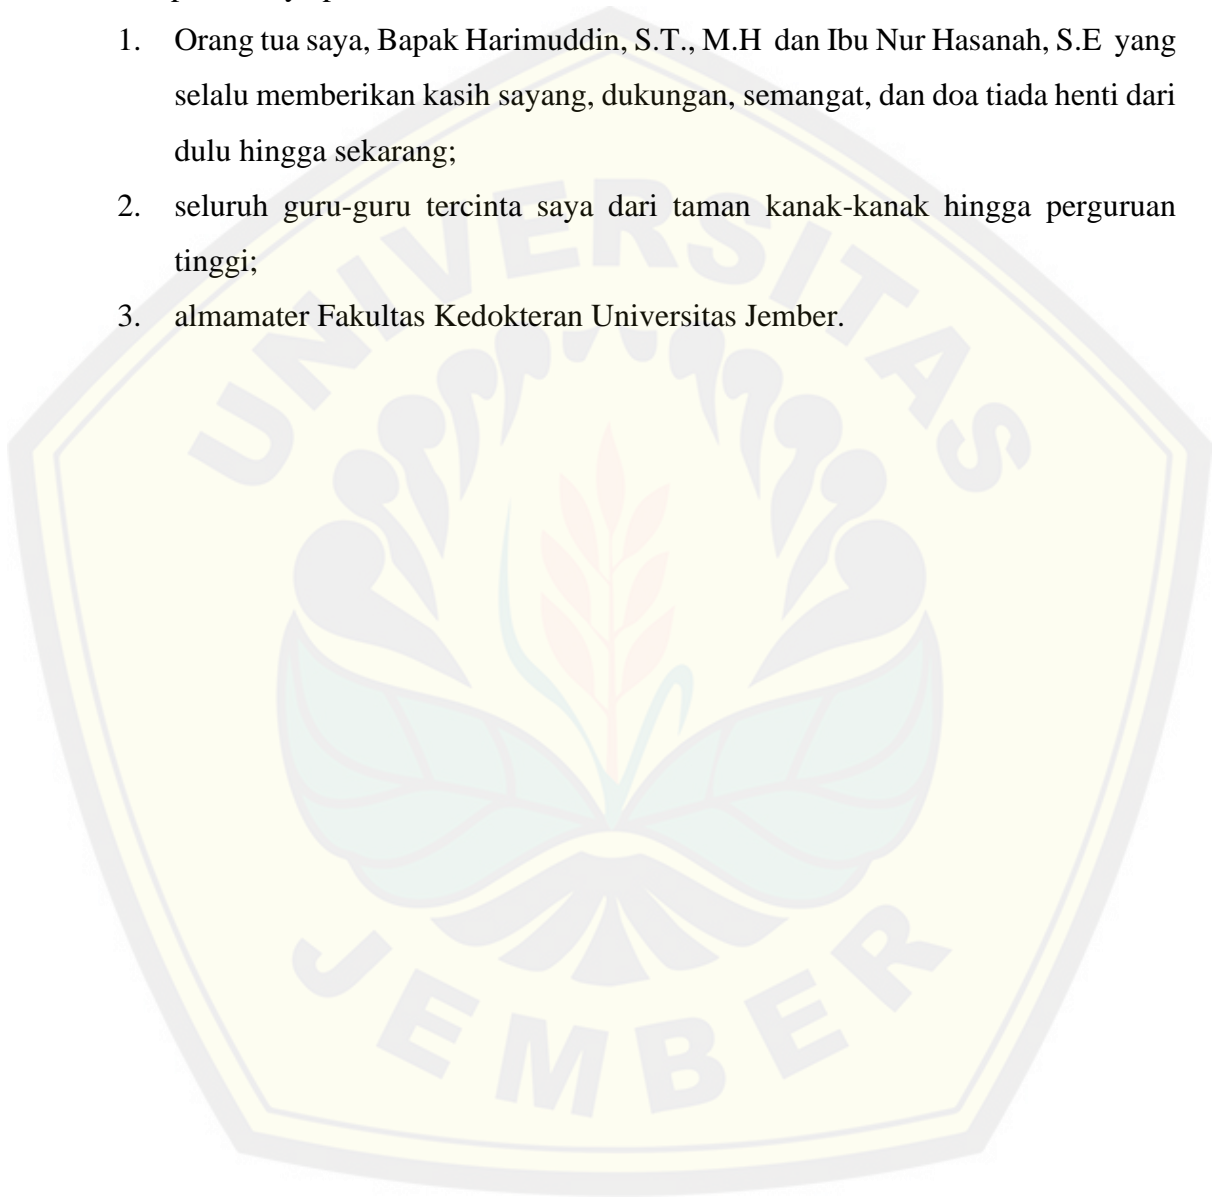 1. Orang tua saya, Bapak Harimuddin, S.T., M.H dan Ibu Nur Hasanah, S.E yang
selalu memberikan kasih sayang, dukungan, semangat, dan doa tiada henti dari
dulu hingga sekarang;
2. seluruh guru-guru tercinta saya dari taman kanak-kanak hingga perguruan
tinggi;
3. almamater Fakultas Kedokteran Universitas Jember.
UNIVERSITAS
JEMBER